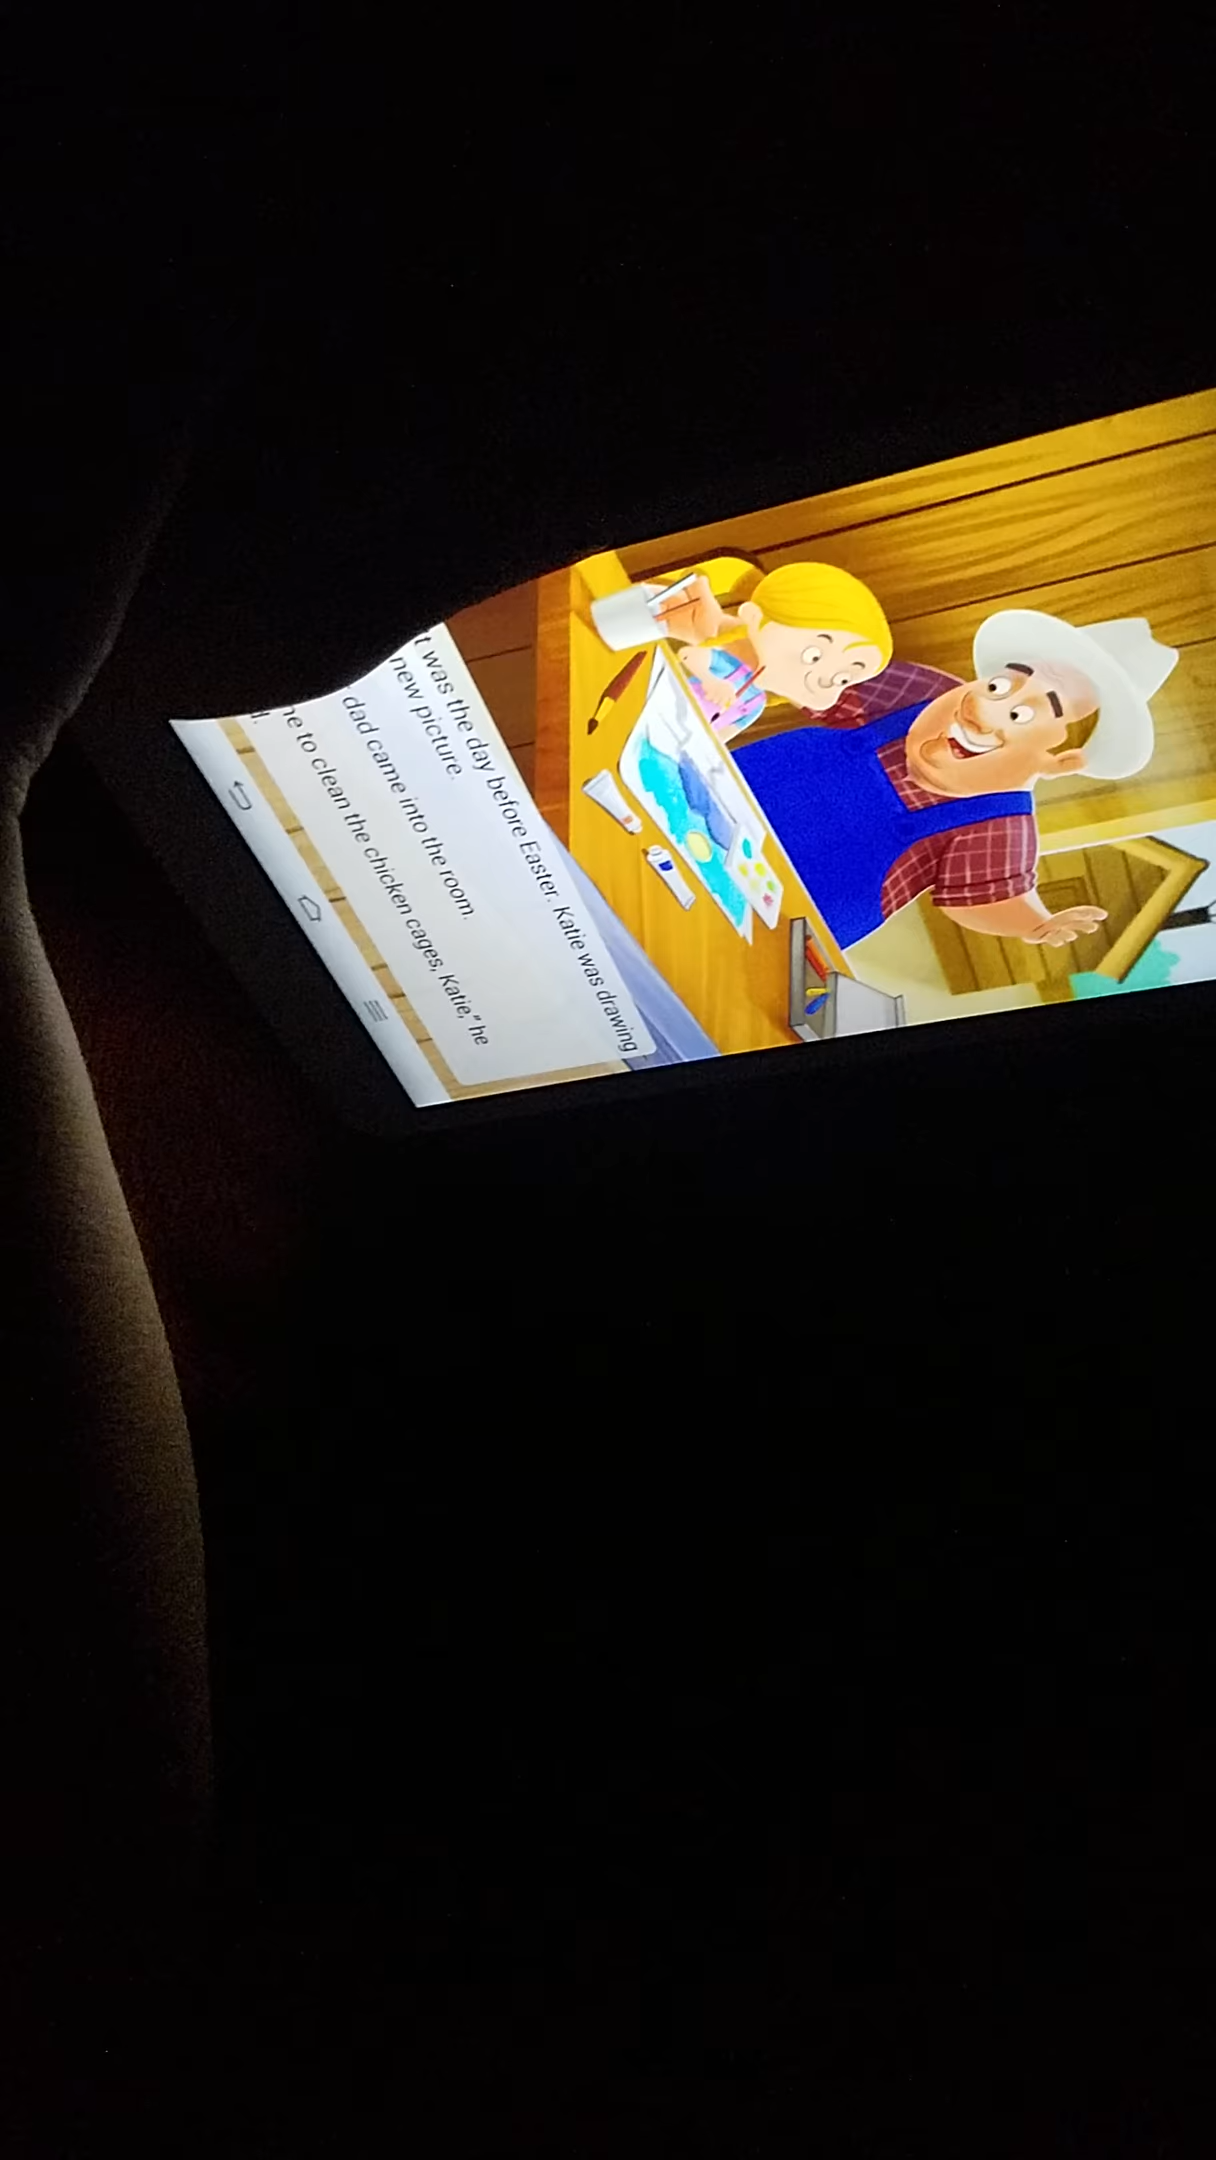 t was the day before Easter. Katie was drawing
new picture.
dad came into the room.
ne to clean the chicken cages, Katie," he
d.